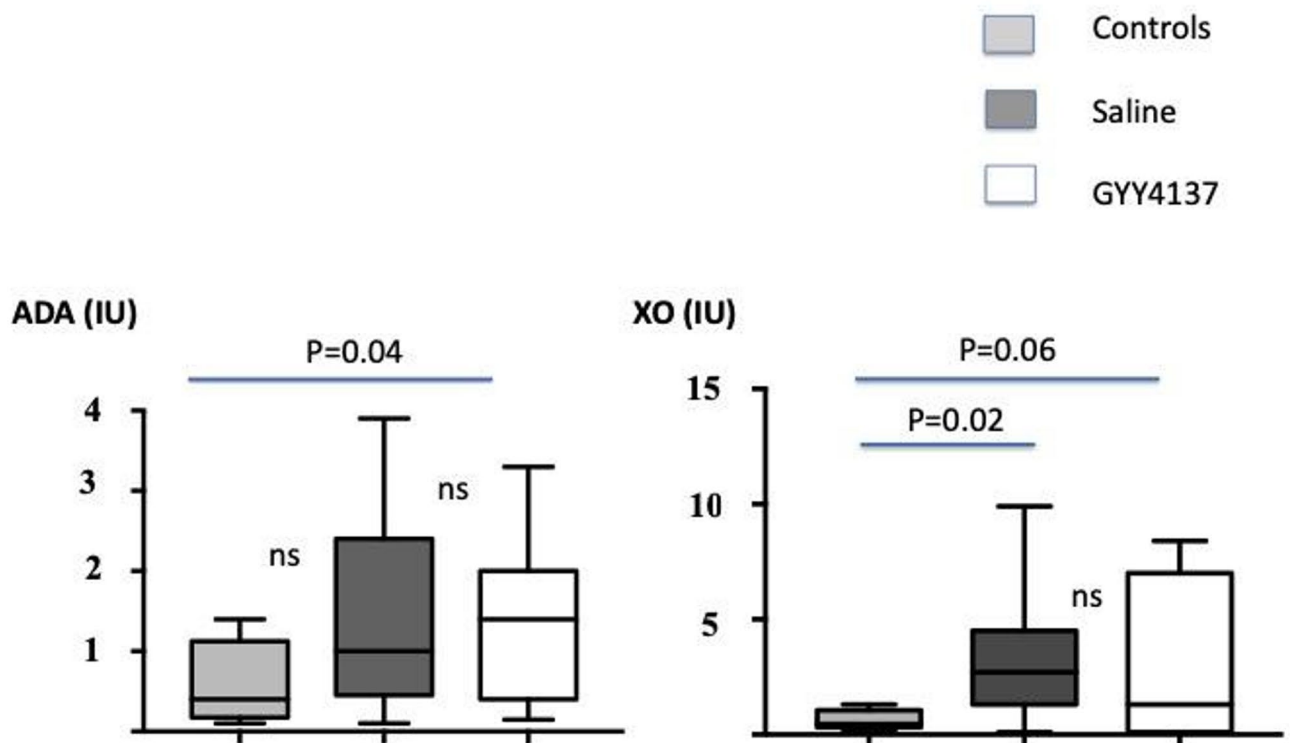 Controls
Saline
GYY4137
ADA (IU)
P=0.04
4
3
2
1
ns
ns
XO (IU)
P=0.06
P=0.02
15
10
5
ns